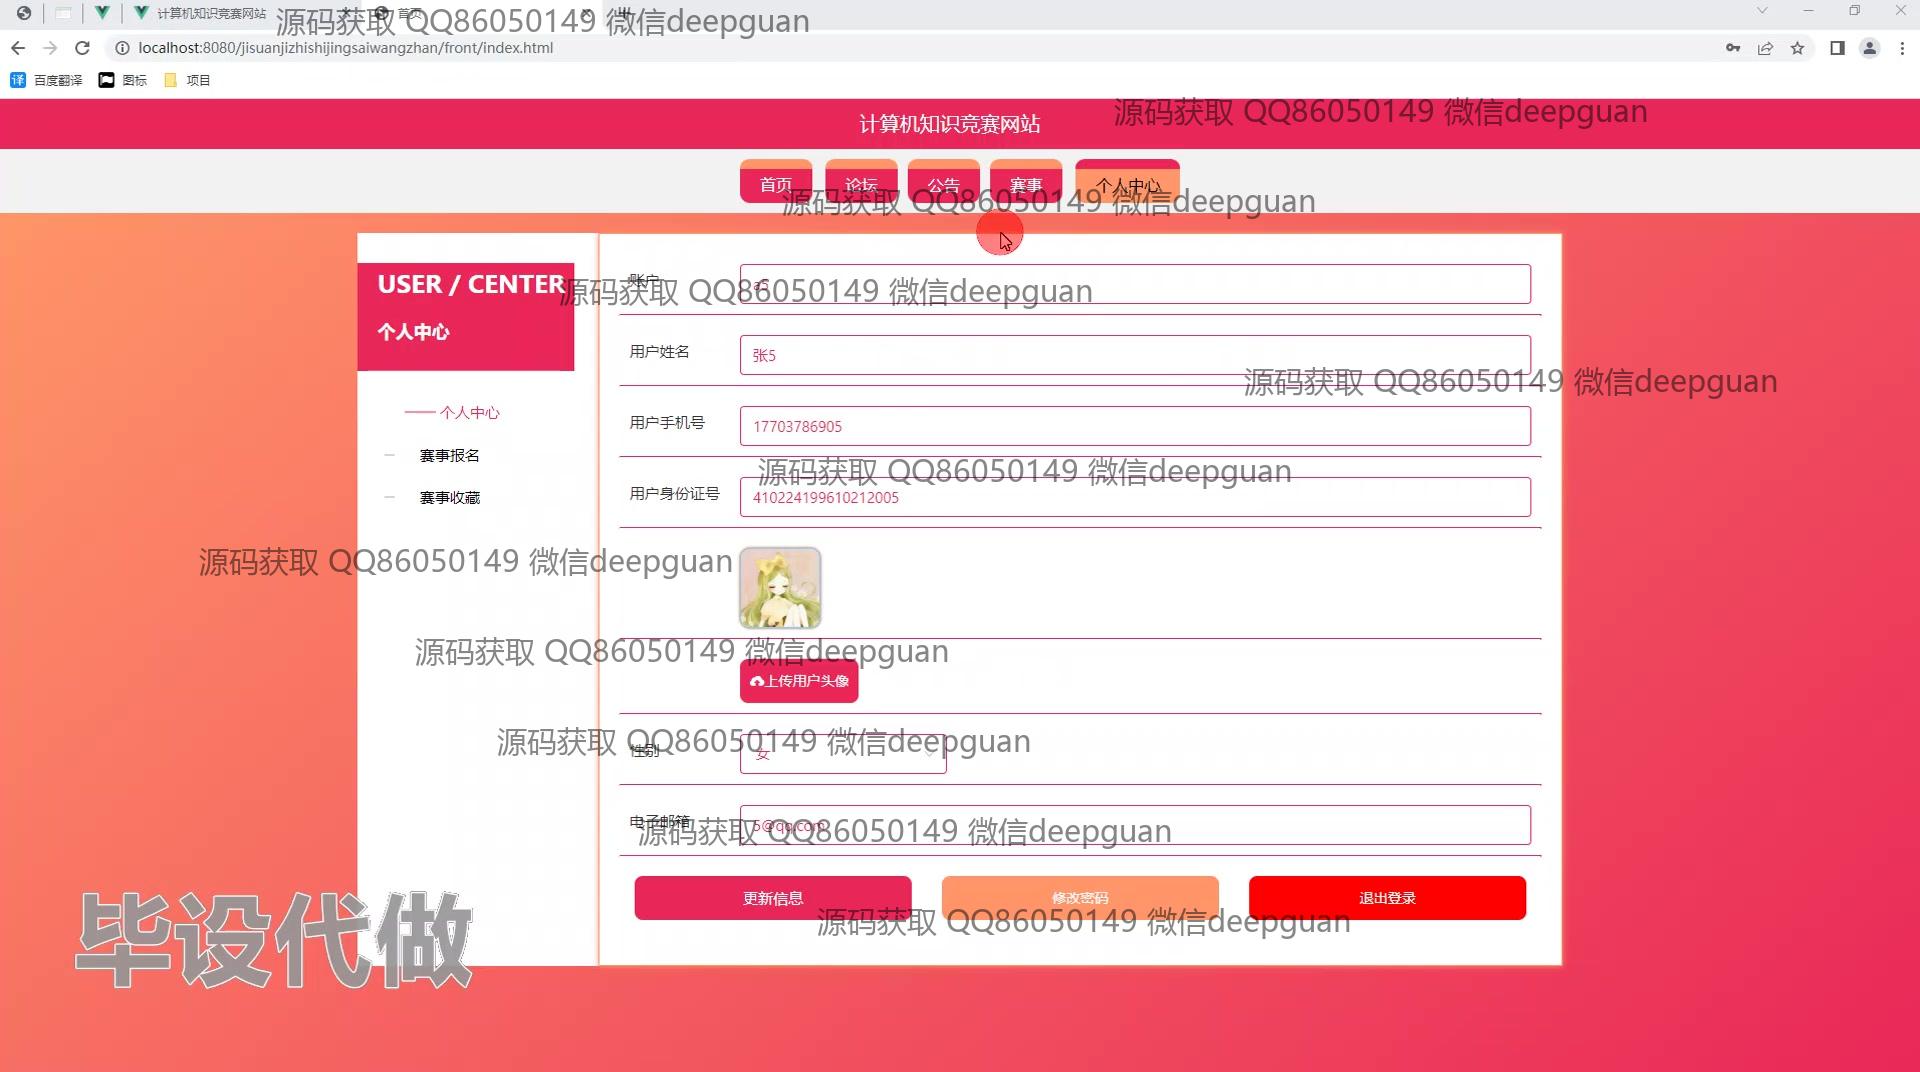 计算机知识竞赛网站
首页
源码获取 QQ86050149 微信deepguan
localhost:8080/jisuanjizhishijingsaiwangzhan/front/index.html
译 百度翻译 图标 项目
计算机知识竞赛网站
源码获取 QQ86050149 微信deepguan
首页 论坛 公告 赛事 个人中心
源码获取 QQ86050149 微信deepguan
USER / CENTER
个人中心
个人中心
赛事报名
赛事收藏
账户 a5
源码获取 QQ86050149 微信deepguan
用户姓名 张5
源码获取 QQ86050149 微信deepguan
用户手机号 17703786905
源码获取 QQ86050149 微信deepguan
用户身份证号 410224199610212005
源码获取 QQ86050149 微信deepguan
源码获取 QQ86050149 微信deepguan
上传用户头像
源码获取 QQ86050149 微信deepguan
性别 女
电子邮箱 5@qq.com
源码获取 QQ86050149 微信deepguan
更新信息 修改密码 退出登录
源码获取 QQ86050149 微信deepguan
毕设代做